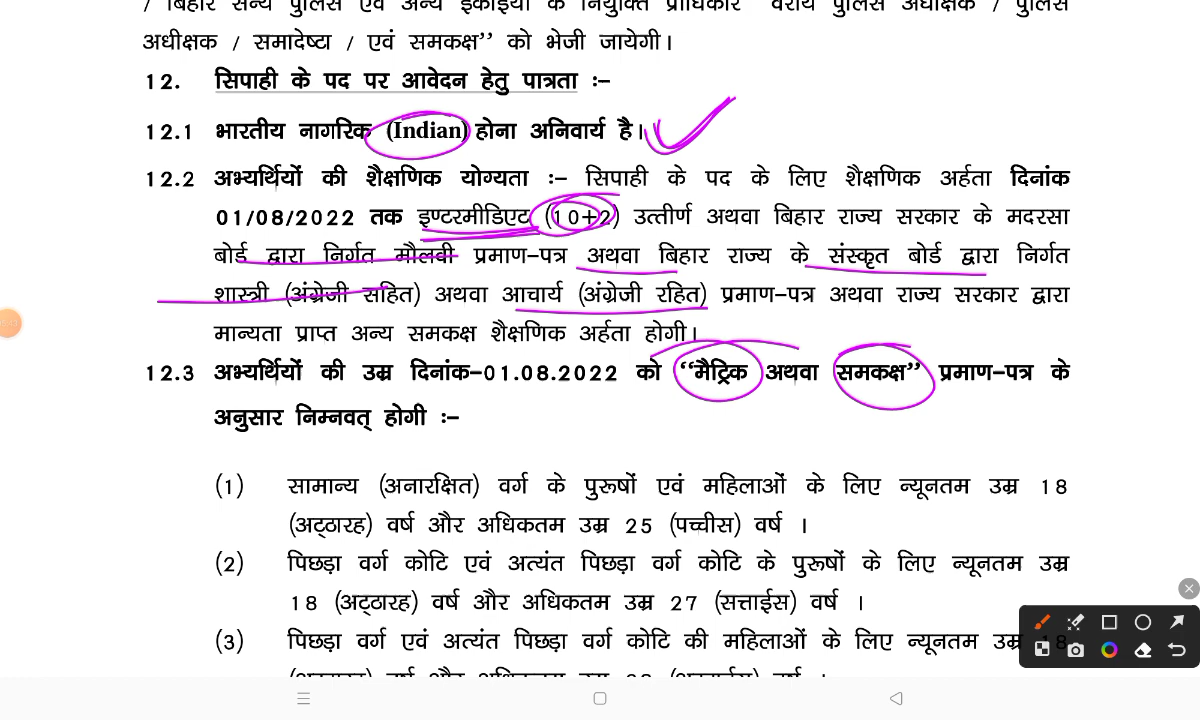 / बिहार सैन्य पुलिस एवं अन्य इकाइयों के नियुक्ति प्राधिकार वरीय पुलिस अधीक्षक / पुलिस
अधीक्षक / समादेष्टा / एवं समकक्ष” को भेजी जायेगी।
12. सिपाही के पद पर आवेदन हेतु पात्रता :–
12.1 भारतीय नागरिक (Indian) होना अनिवार्य है।
12.2 अभ्यर्थियों की शैक्षणिक योग्यता :– सिपाही के पद के लिए शैक्षणिक अर्हता दिनांक
01/08/2022 तक इण्टरमीडिएट (10+2) उत्तीर्ण अथवा बिहार राज्य सरकार के मदरसा
बोर्ड द्वारा निर्गत मौलवी प्रमाण–पत्र अथवा बिहार राज्य के संस्कृत बोर्ड द्वारा निर्गत
शास्त्री (अंग्रेजी सहित) अथवा आचार्य (अंग्रेजी रहित) प्रमाण–पत्र अथवा राज्य सरकार द्वारा
मान्यता प्राप्त अन्य समकक्ष शैक्षणिक अर्हता होगी।
12.3 अभ्यर्थियों की उम्र दिनांक–01.08.2022 को “मैट्रिक अथवा समकक्ष” प्रमाण–पत्र के
अनुसार निम्नवत् होगी :–
(1) सामान्य (अनारक्षित) वर्ग के पुरूषों एवं महिलाओं के लिए न्यूनतम उम्र 18
(अट्ठारह) वर्ष और अधिकतम उम्र 25 (पच्चीस) वर्ष ।
(2) पिछड़ा वर्ग कोटि एवं अत्यंत पिछड़ा वर्ग कोटि के पुरूषों के लिए न्यूनतम उम्र
18 (अट्ठारह) वर्ष और अधिकतम उम्र 27 (सत्ताईस) वर्ष ।
(3) पिछड़ा वर्ग एवं अत्यंत पिछड़ा वर्ग कोटि की महिलाओं के लिए न्यूनतम उम्र 18